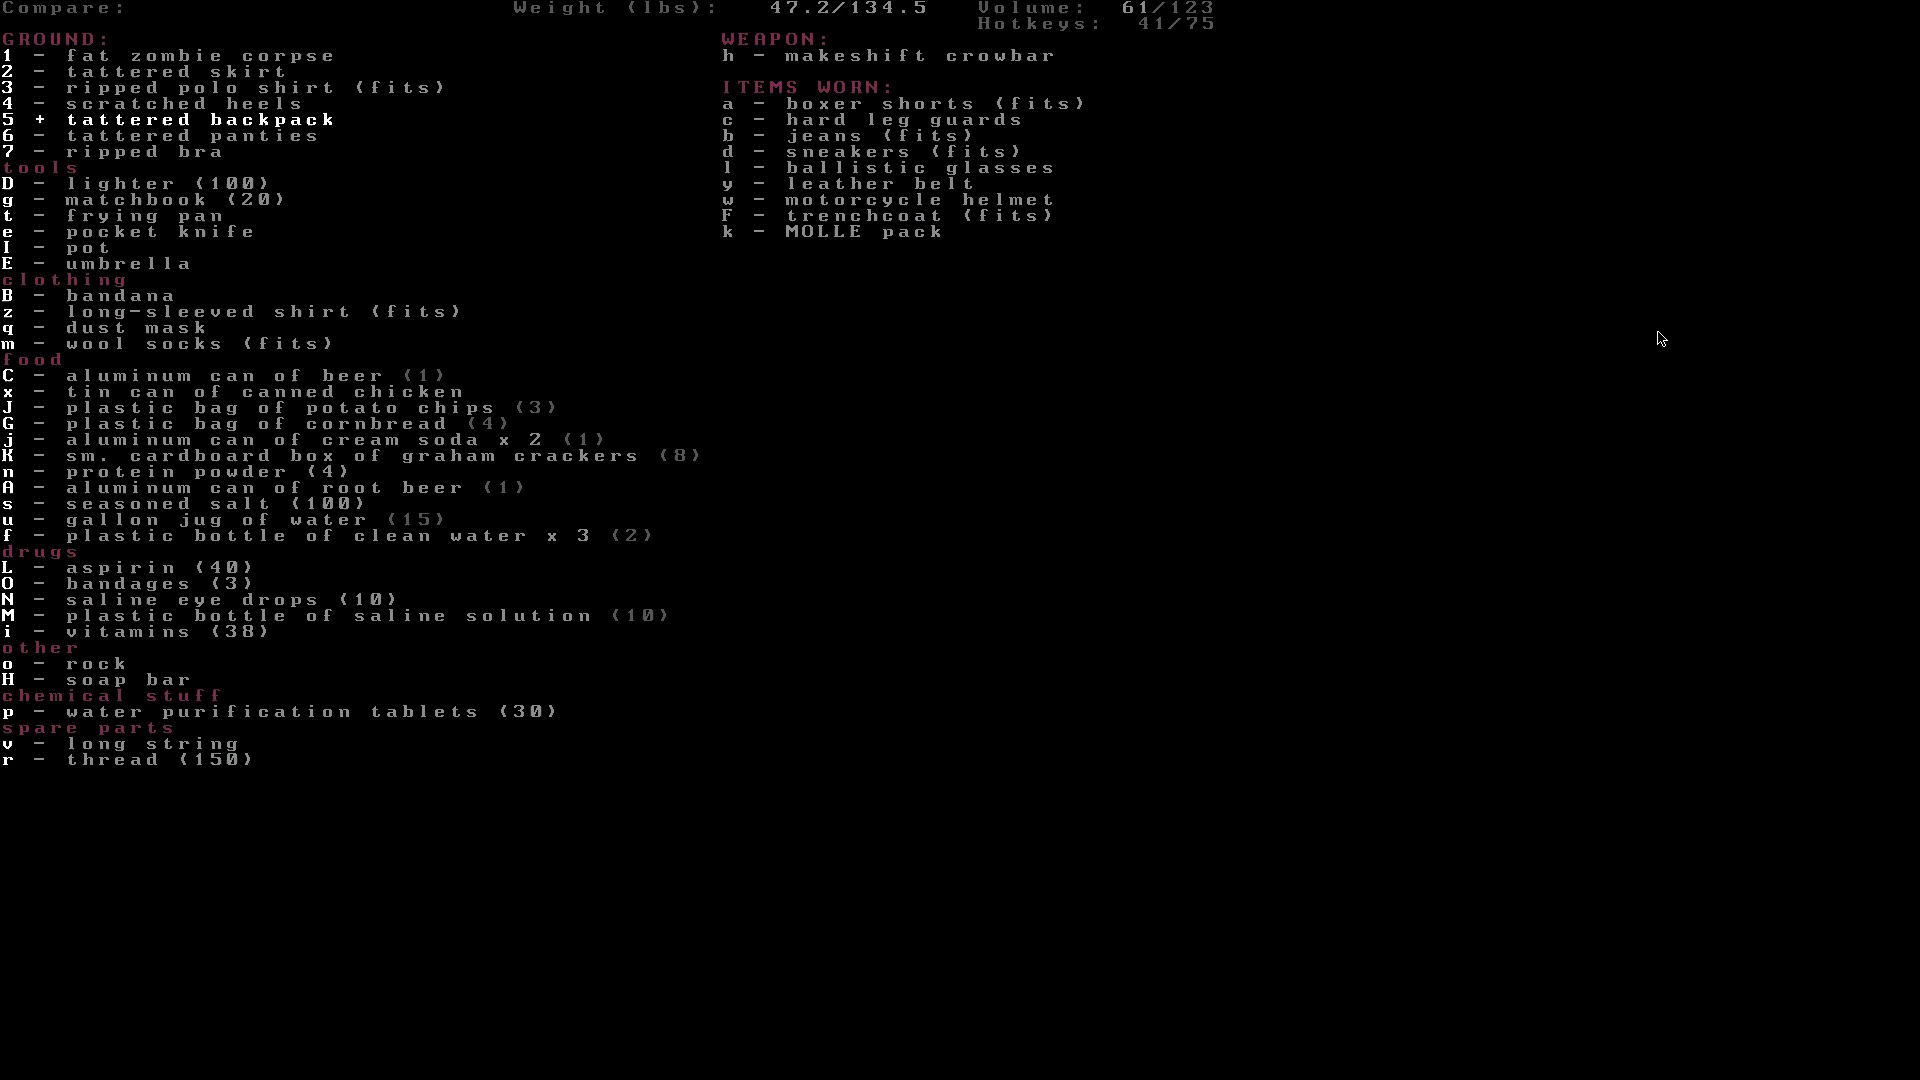 Compare: Weight (lbs): 47.2/134.5 Volume: 61/123
Hotkeys: 41/75
GROUND:
1 - fat zombie corpse
2 - tattered skirt
3 - ripped polo shirt (fits)
4 - scratched heels
5 + tattered backpack
6 - tattered panties
7 - ripped bra
tools
D - lighter (100)
g - matchbook (20)
t - frying pan
e - pocket knife
I - pot
E - umbrella
clothing
B - bandana
z - long-sleeved shirt (fits)
q - dust mask
m - wool socks (fits)
food
C - aluminum can of beer (1)
x - tin can of canned chicken
J - plastic bag of potato chips (3)
G - plastic bag of cornbread (4)
j - aluminum can of cream soda x 2 (1)
K - sm. cardboard box of graham crackers (8)
n - protein powder (4)
A - aluminum can of root beer (1)
s - seasoned salt (100)
u - gallon jug of water (15)
f - plastic bottle of clean water x 3 (2)
drugs
L - aspirin (40)
O - bandages (3)
N - saline eye drops (10)
M - plastic bottle of saline solution (10)
i - vitamins (38)
other
o - rock
H - soap bar
chemical stuff
p - water purification tablets (30)
spare parts
v - long string
r - thread (150)
WEAPON:
h - makeshift crowbar
ITEMS WORN:
a - boxer shorts (fits)
c - hard leg guards
b - jeans (fits)
d - sneakers (fits)
l - ballistic glasses
y - leather belt
w - motorcycle helmet
F - trenchcoat (fits)
k - MOLLE pack